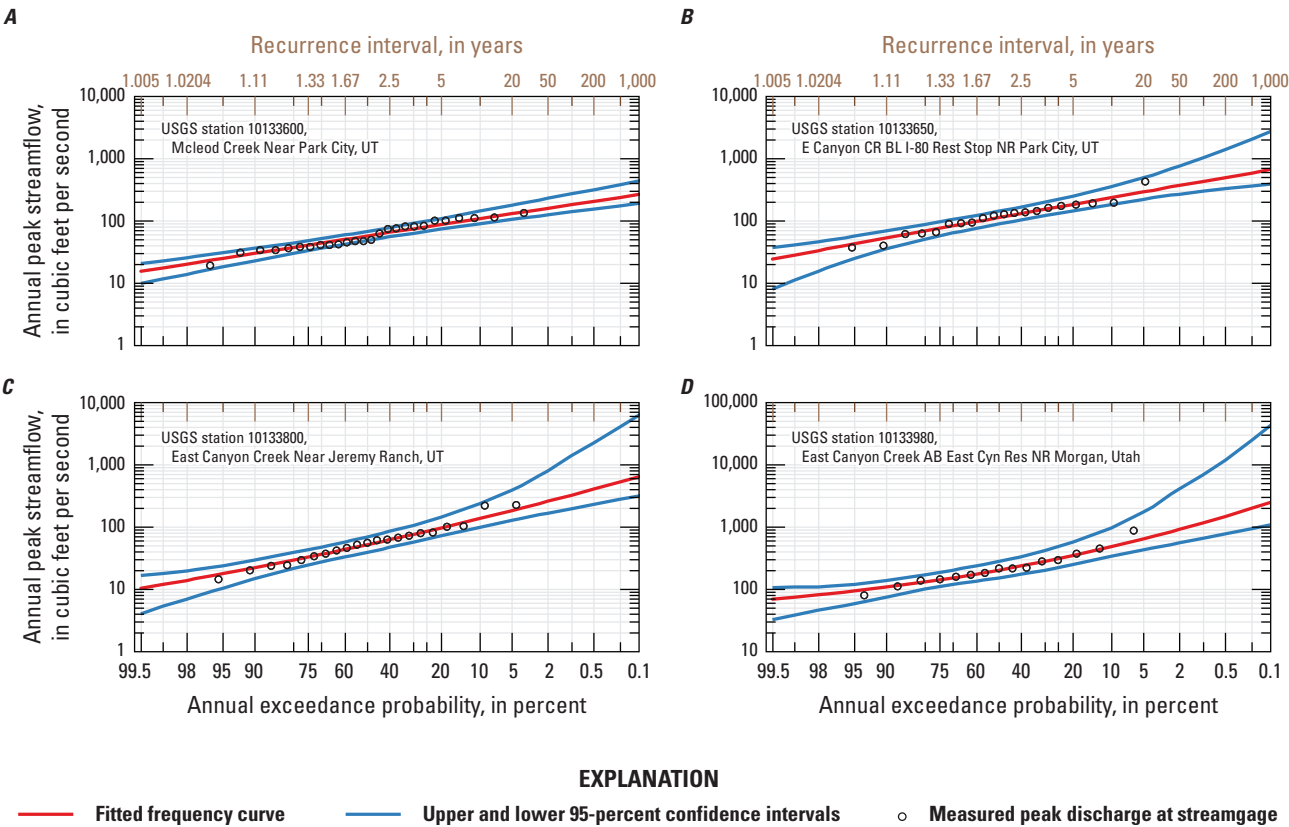 A
B
Recurrence interval, in years
Recurrence interval, in years
1.005 1.0204 1.11 1.33 1.67 2.5 5 20 50 200 1,000
1.005 1.0204 1.11 1.33 1.67 2.5 5 20 50 200 1,000
Annual peak streamflow,
in cubic feet per second
10,000
1,000
100
10
1
USGS station 10133600,
Mcleod Creek Near Park City, UT
10,000
1,000
100
10
1
USGS station 10133650,
E Canyon CR BL I-80 Rest Stop NR Park City, UT
C
D
Annual peak streamflow,
in cubic feet per second
10,000
1,000
100
10
1
USGS station 10133800,
East Canyon Creek Near Jeremy Ranch, UT
100,000
10,000
1,000
100
10
USGS station 10133980,
East Canyon Creek AB East Cyn Res NR Morgan, Utah
99.5 98 95 90 75 60 40 20 10 5 2 0.5 0.1
99.5 98 95 90 75 60 40 20 10 5 2 0.5 0.1
Annual exceedance probability, in percent
Annual exceedance probability, in percent
EXPLANATION
Fitted frequency curve
Upper and lower 95-percent confidence intervals
Measured peak discharge at streamgage